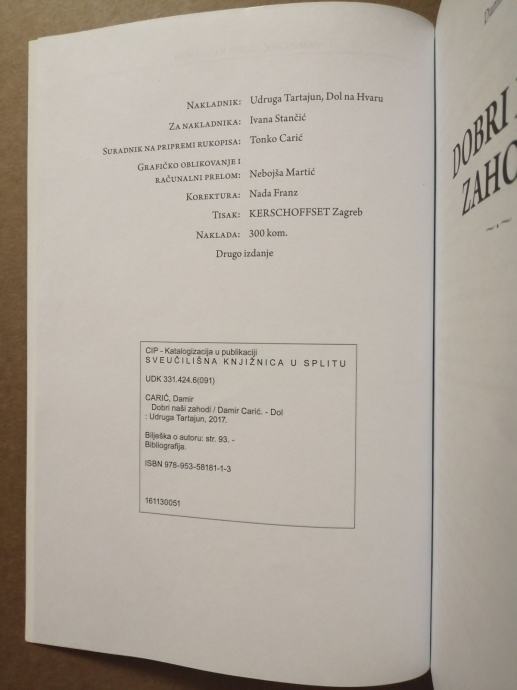 NAKLADNIK: Udruga Tartajun, Dol na Hvaru
ZA NAKLADNIKA: Ivana Stančić
SURADNIK NA PRIPREMI RUKOPISA: Tonko Carić
GRAFIČKO OBLIKOVANJE I
RAČUNALNI PRELOM: Nebojša Martić
KOREKTURA: Nada Franz
TISAK: KERSCHOFFSET Zagreb
NAKLADA: 300 kom.
Drugo izdanje
CIP - Katalogizacija u publikaciji
SVEUČILIŠNA KNJIŽNICA U SPLITU
UDK 331.424.6(091)
CARIĆ, Damir
Dobri naši zahodi / Damir Carić. - Dol
: Udruga Tartajun, 2017.
Bilješka o autoru: str. 93. -
Bibliografija.
ISBN 978-953-58181-1-3
161130051
DOBRI